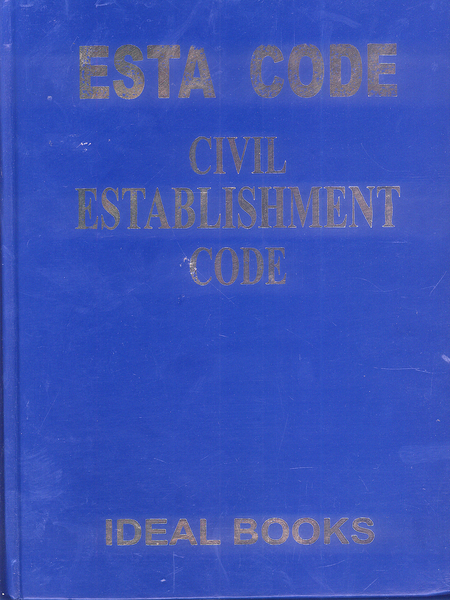 ESTA CODE
CIVIL
ESTABLISHMENT
CODE
IDEAL BOOKS